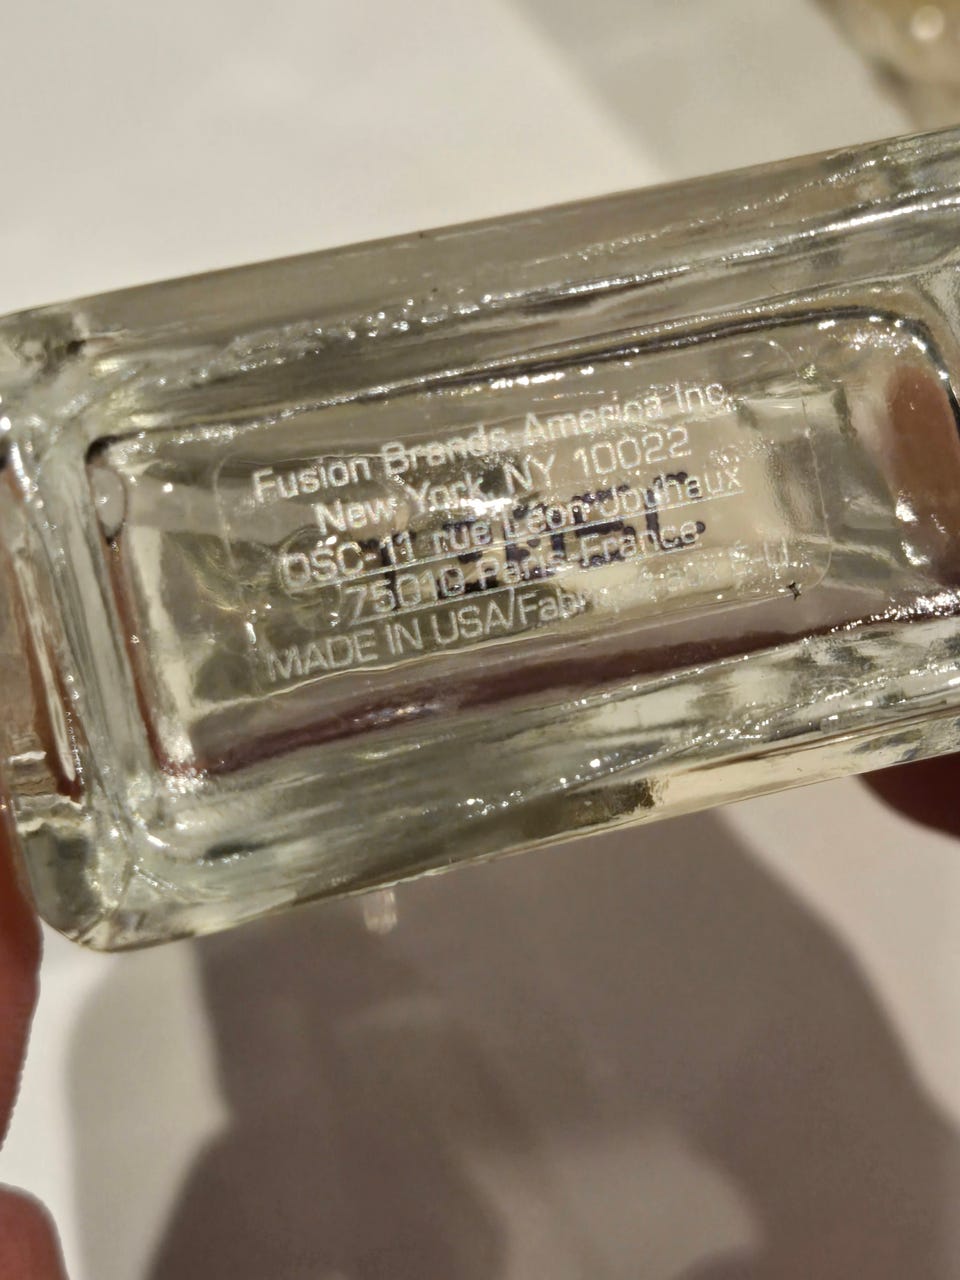 Fusion Brands America Inc.
New York, NY 10022
OSC-11 rue Léon Jouhaux
75010 Paris-France
MADE IN USA/